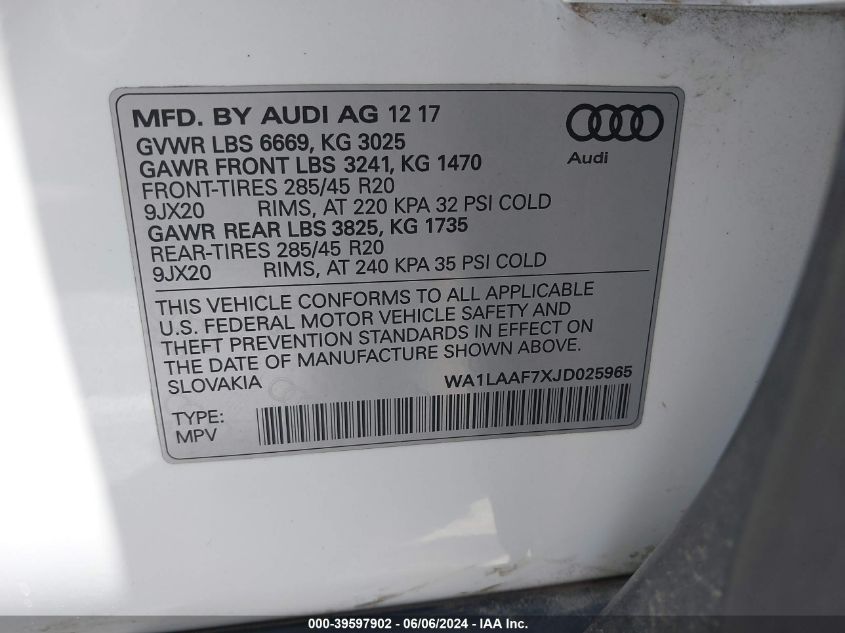 MFD. BY AUDI AG 12 17
GVWR LBS 6669, KG 3025
GAWR FRONT LBS 3241, KG 1470
FRONT-TIRES 285/45 R20
9JX20 RIMS, AT 220 KPA 32 PSI COLD
GAWR REAR LBS 3825, KG 1735
REAR-TIRES 285/45 R20
9JX20 RIMS, AT 240 KPA 35 PSI COLD
Audi
THIS VEHICLE CONFORMS TO ALL APPLICABLE
U.S. FEDERAL MOTOR VEHICLE SAFETY AND
THEFT PREVENTION STANDARDS IN EFFECT ON
THE DATE OF MANUFACTURE SHOWN ABOVE.
SLOVAKIA WA1LAAF7XJD025965
TYPE:
MPV
000-39597902 - 06/06/2024 - IAA Inc.